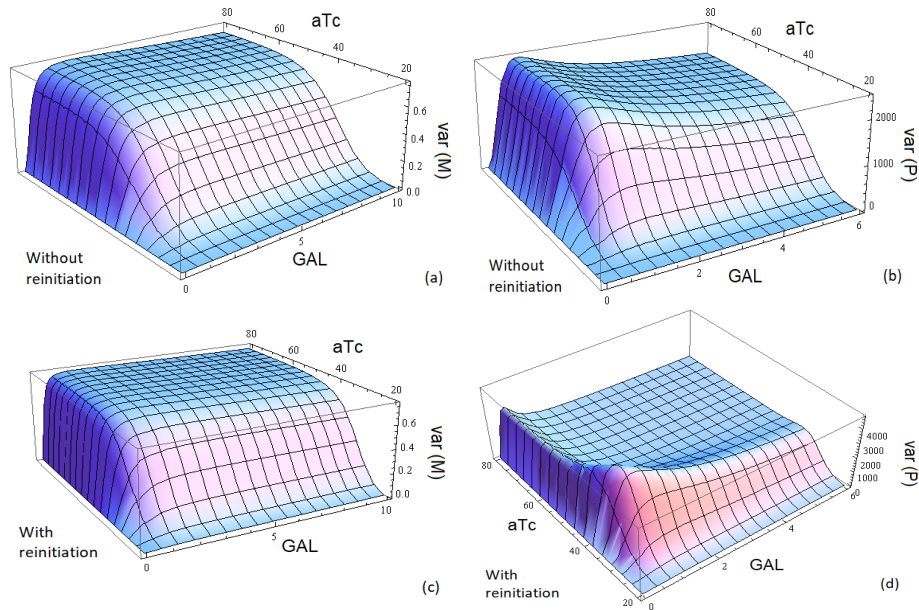 80
60
aTc
40
20
0.6
0.4
0.2
0.0
var (M)
10
5
GAL
0
Without
reinitiation
(a)
80
60
aTc
40
20
2000
1000
0
var (P)
6
4
2
GAL
0
Without
reinitiation
(b)
80
60
aTc
40
20
0.6
0.4
0.2
0.0
var (M)
10
5
GAL
0
With
reinitiation
(c)
80
60
aTc
40
20
4000
3000
2000
1000
var (P)
6
4
2
GAL
0
With
reinitiation
(d)